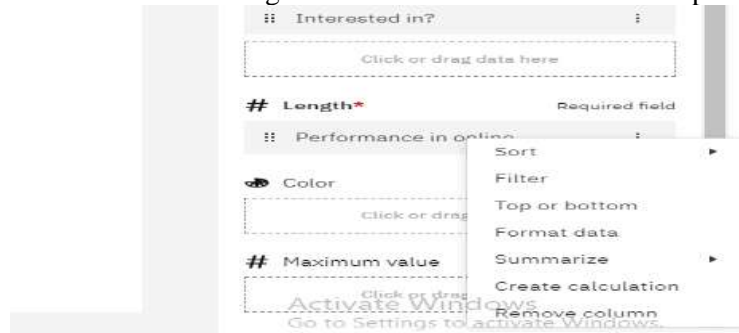 Interested in?
Click or drag data here
# Length* Required field
Performance in online
Sort
Color
Filter
Click or drag
Top or bottom
Format data
# Maximum value
Summarize
Click or drag
Create calculation
Activate Windows
Remove column
Go to Settings to activate Windows.